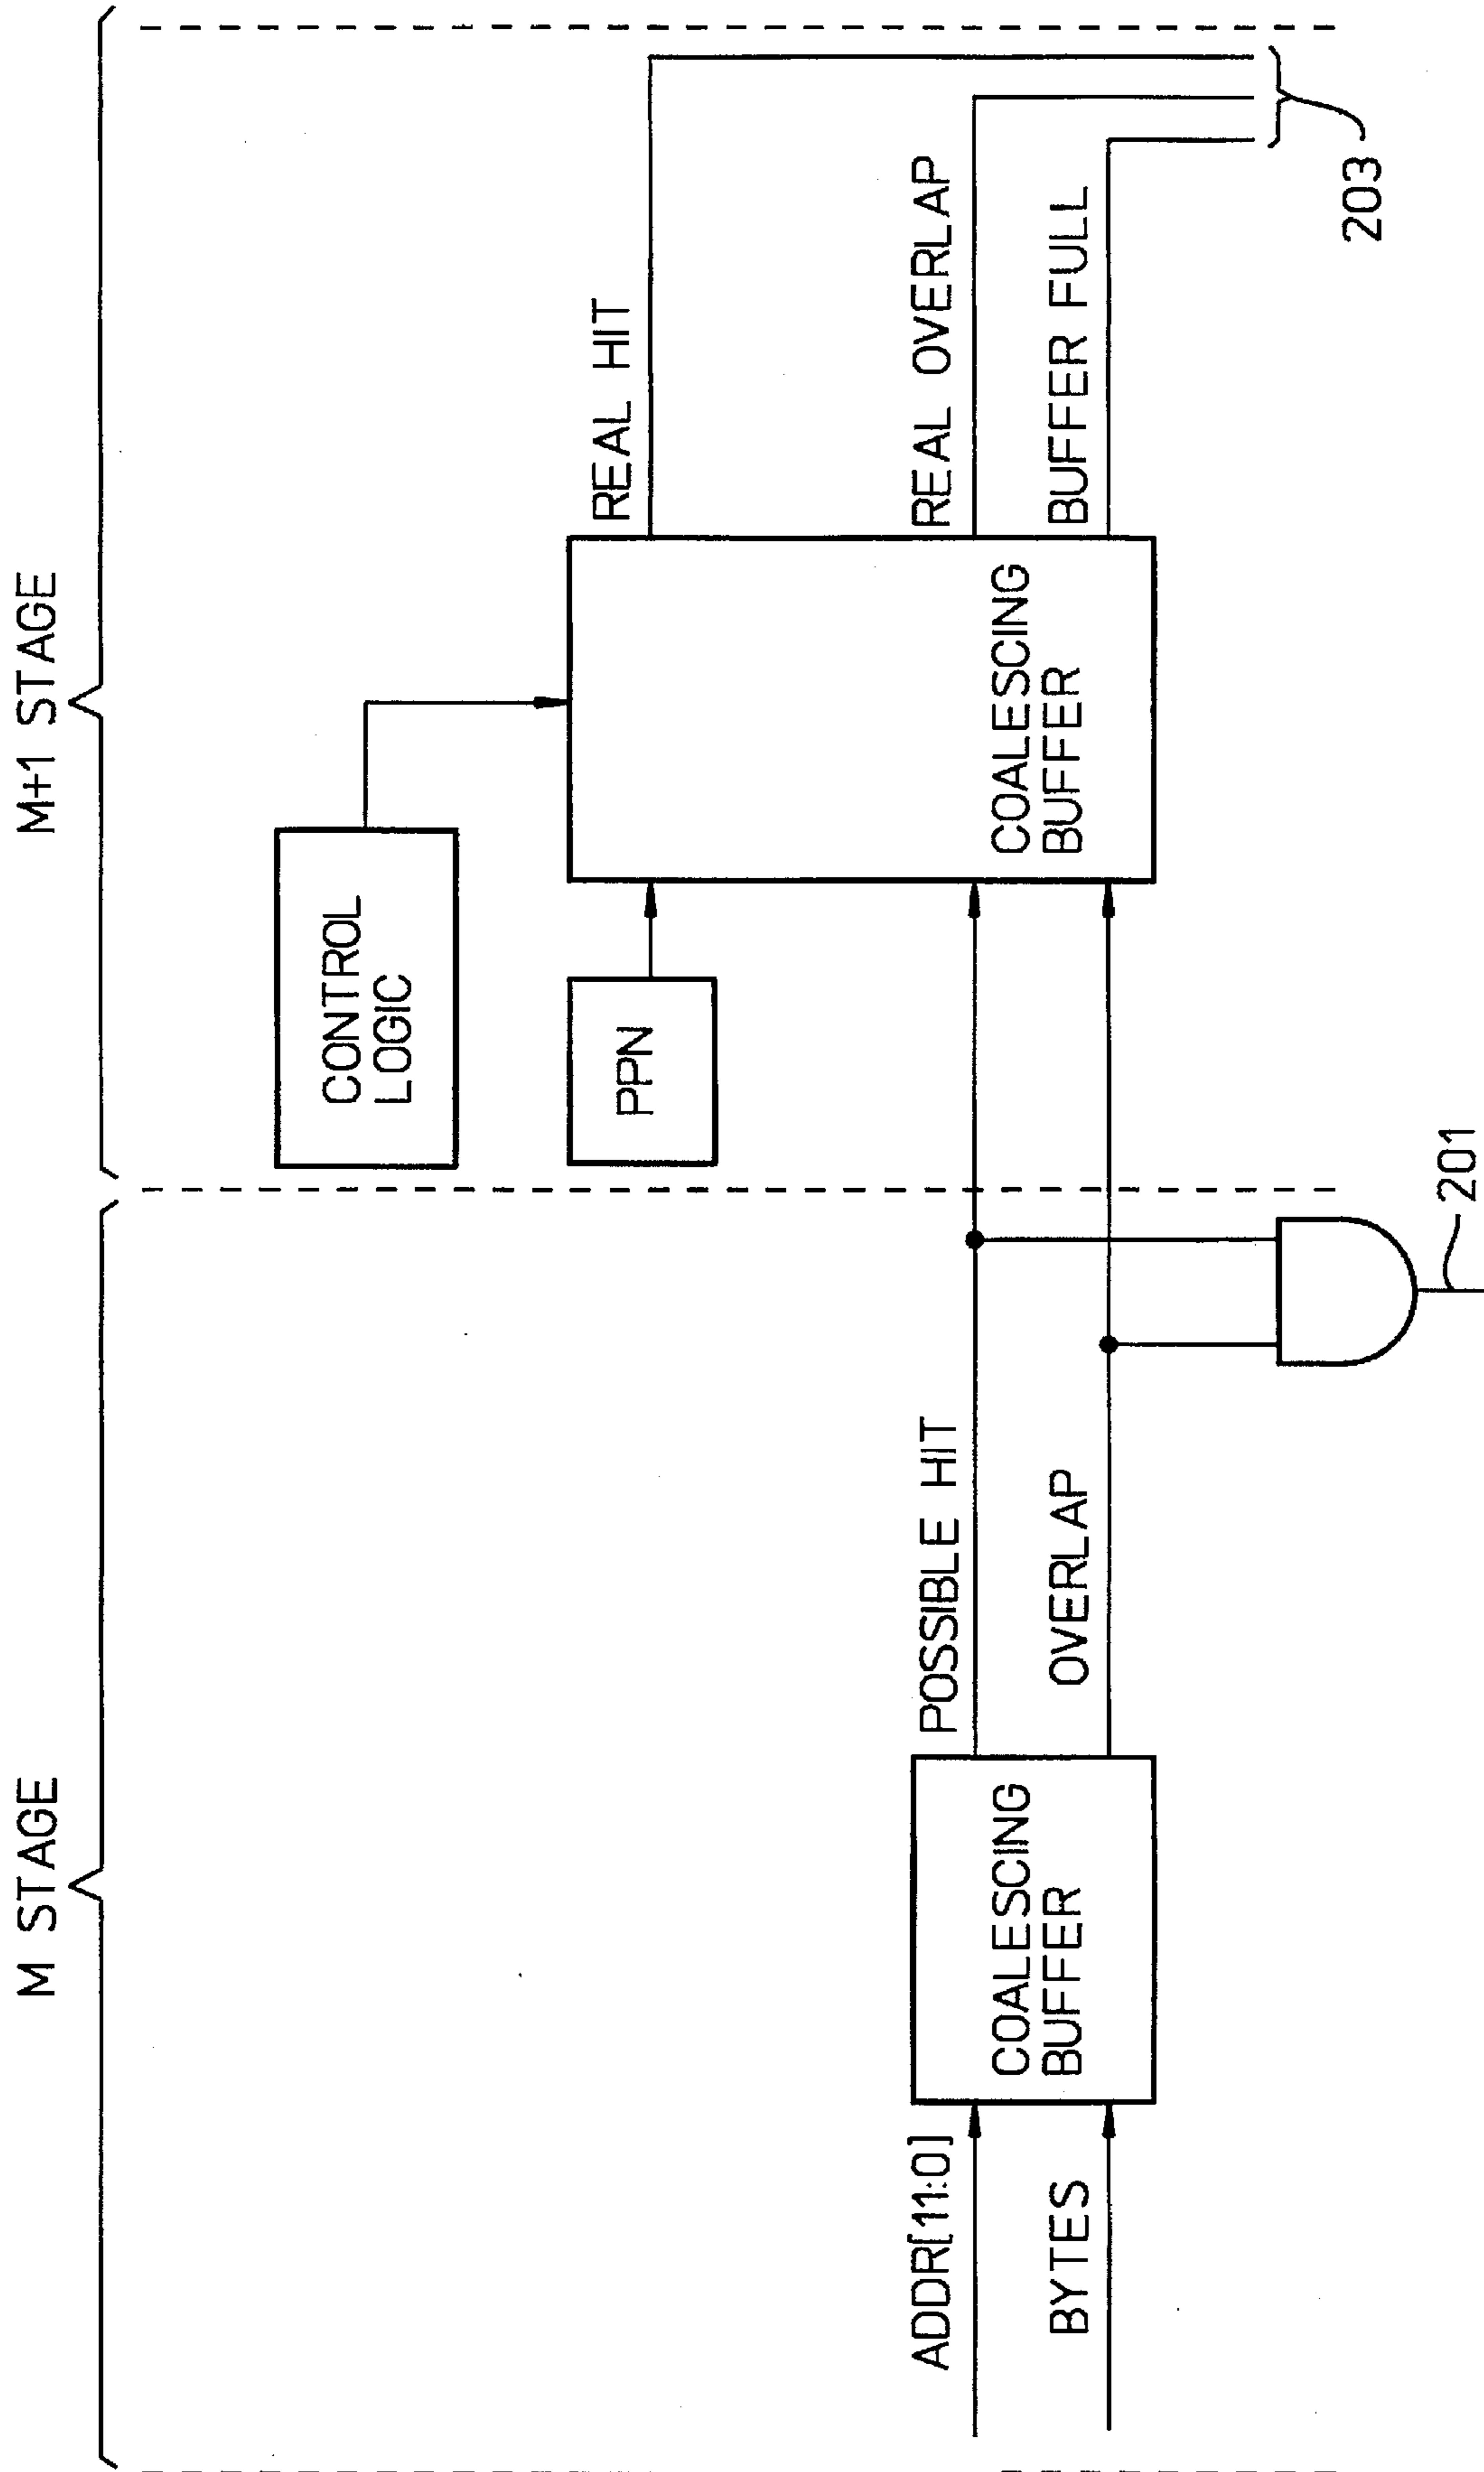 M STAGE
M+1 STAGE
CONTROL
LOGIC
PPN
REAL HIT
ADDR[11:0]
POSSIBLE HIT
REAL OVERLAP
BYTES
COALESCING
BUFFER
OVERLAP
COALESCING
BUFFER
BUFFER FULL
201
203